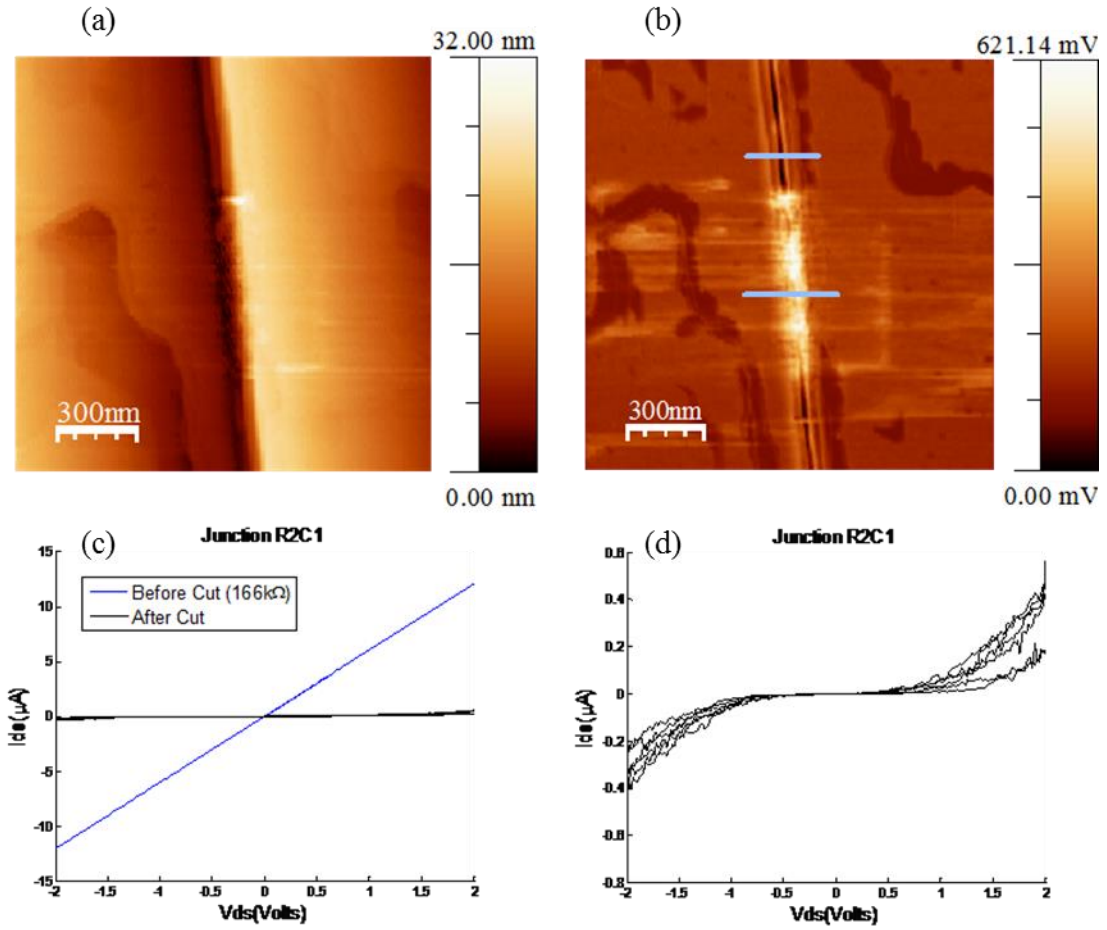 (a)
(b)
32.00 nm
300nm
0.00 nm
621.14 mV
300nm
0.00 mV
(c)
Junction R2C1
Before Cut (166kΩ)
After Cut
15
10
5
0
-5
-10
-15
-2
-1.5
-1
-0.5
0
0.5
1
1.5
2
Ids(μA)
Vds(Volts)
(d)
Junction R2C1
0.6
0.4
0.2
0
-0.2
-0.4
-0.6
-0.8
-2
-1.5
-1
-0.5
0
0.5
1
1.5
2
Ids(μA)
Vds(Volts)